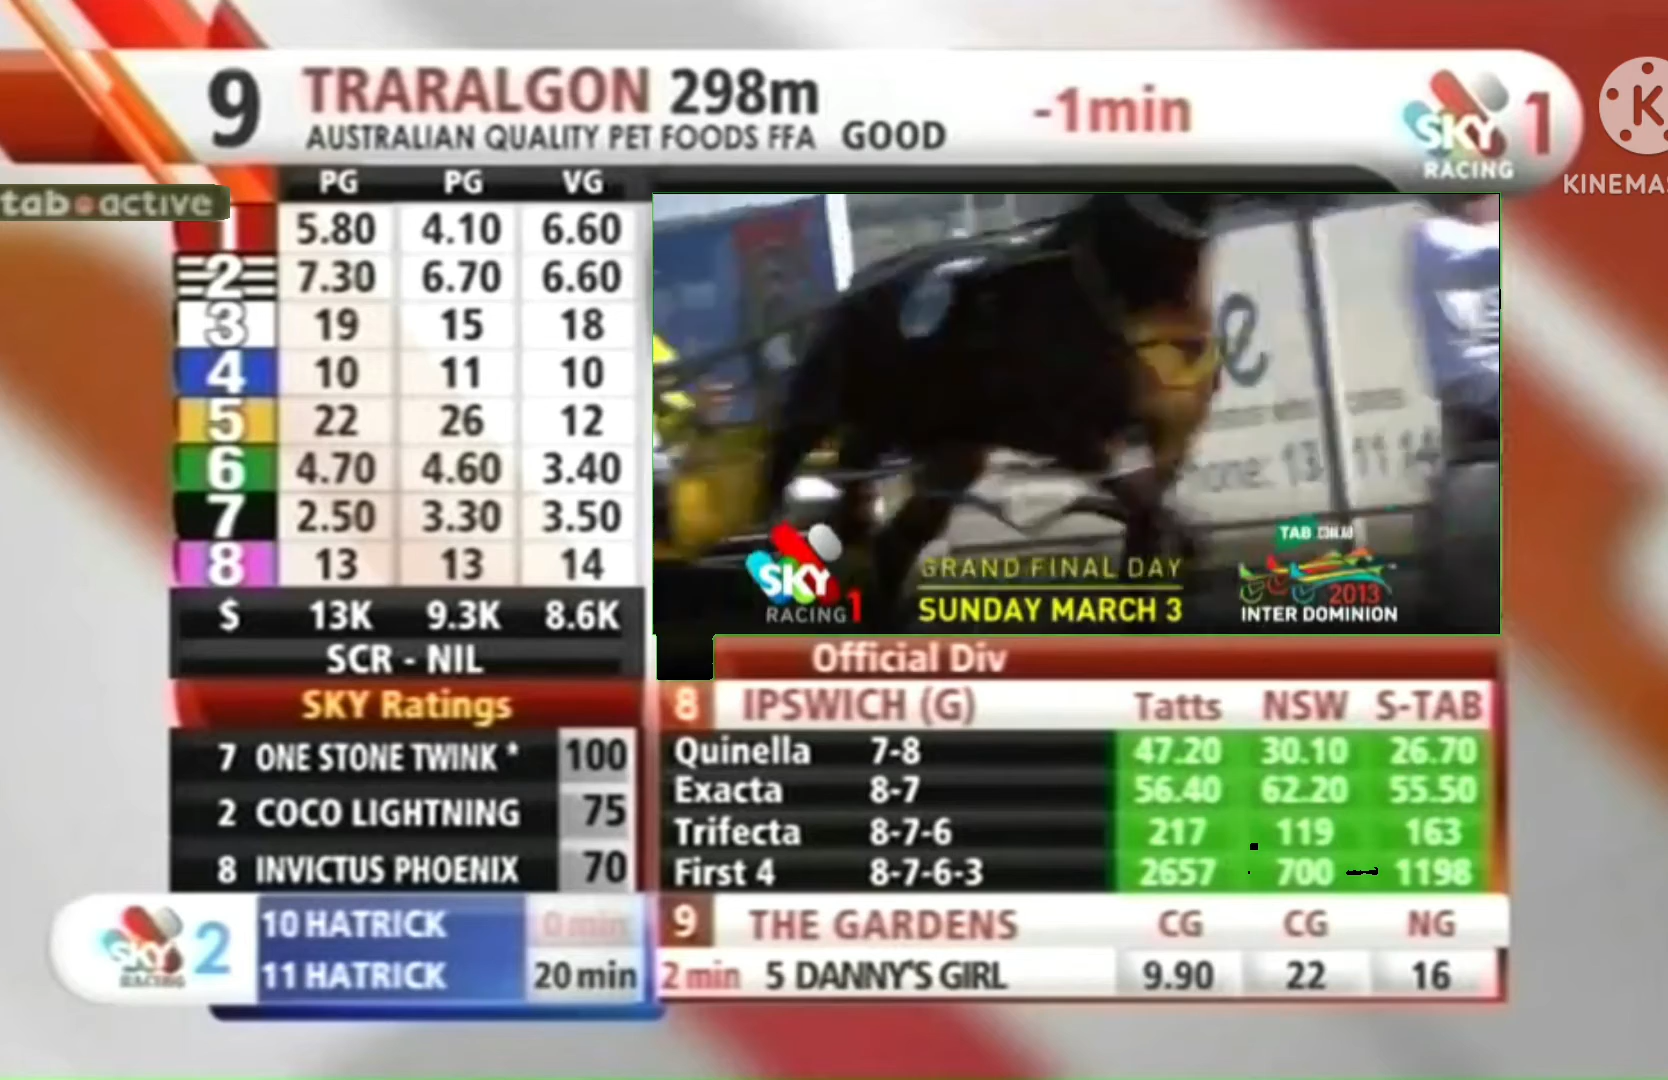 9 TRARALGON 298m -1min
AUSTRALIAN QUALITY PET FOODS FFA GOOD
SKY RACING 1
KINEMAS
tab active
PG PG VG
1 5.80 4.10 6.60
2 7.30 6.70 6.60
3 19 15 18
4 10 11 10
5 22 26 12
6 4.70 4.60 3.40
7 2.50 3.30 3.50
8 13 13 14
$ 13K 9.3K 8.6K
SCR - NIL
SKY Ratings
7 ONE STONE TWINK * 100
2 COCO LIGHTNING 75
8 INVICTUS PHOENIX 70
SKY RACING 2
10 HATRICK 0 min
11 HATRICK 20 min
e
phone: 13 11 14
SKY RACING 1
GRAND FINAL DAY
SUNDAY MARCH 3
TAB
2013
INTER DOMINION
Official Div
8 IPSWICH (G) Tatts NSW S-TAB
Quinella 7-8 47.20 30.10 26.70
Exacta 8-7 56.40 62.20 55.50
Trifecta 8-7-6 217 119 163
First 4 8-7-6-3 2657 700 1198
9 THE GARDENS CG CG NG
2 min 5 DANNY'S GIRL 9.90 22 16